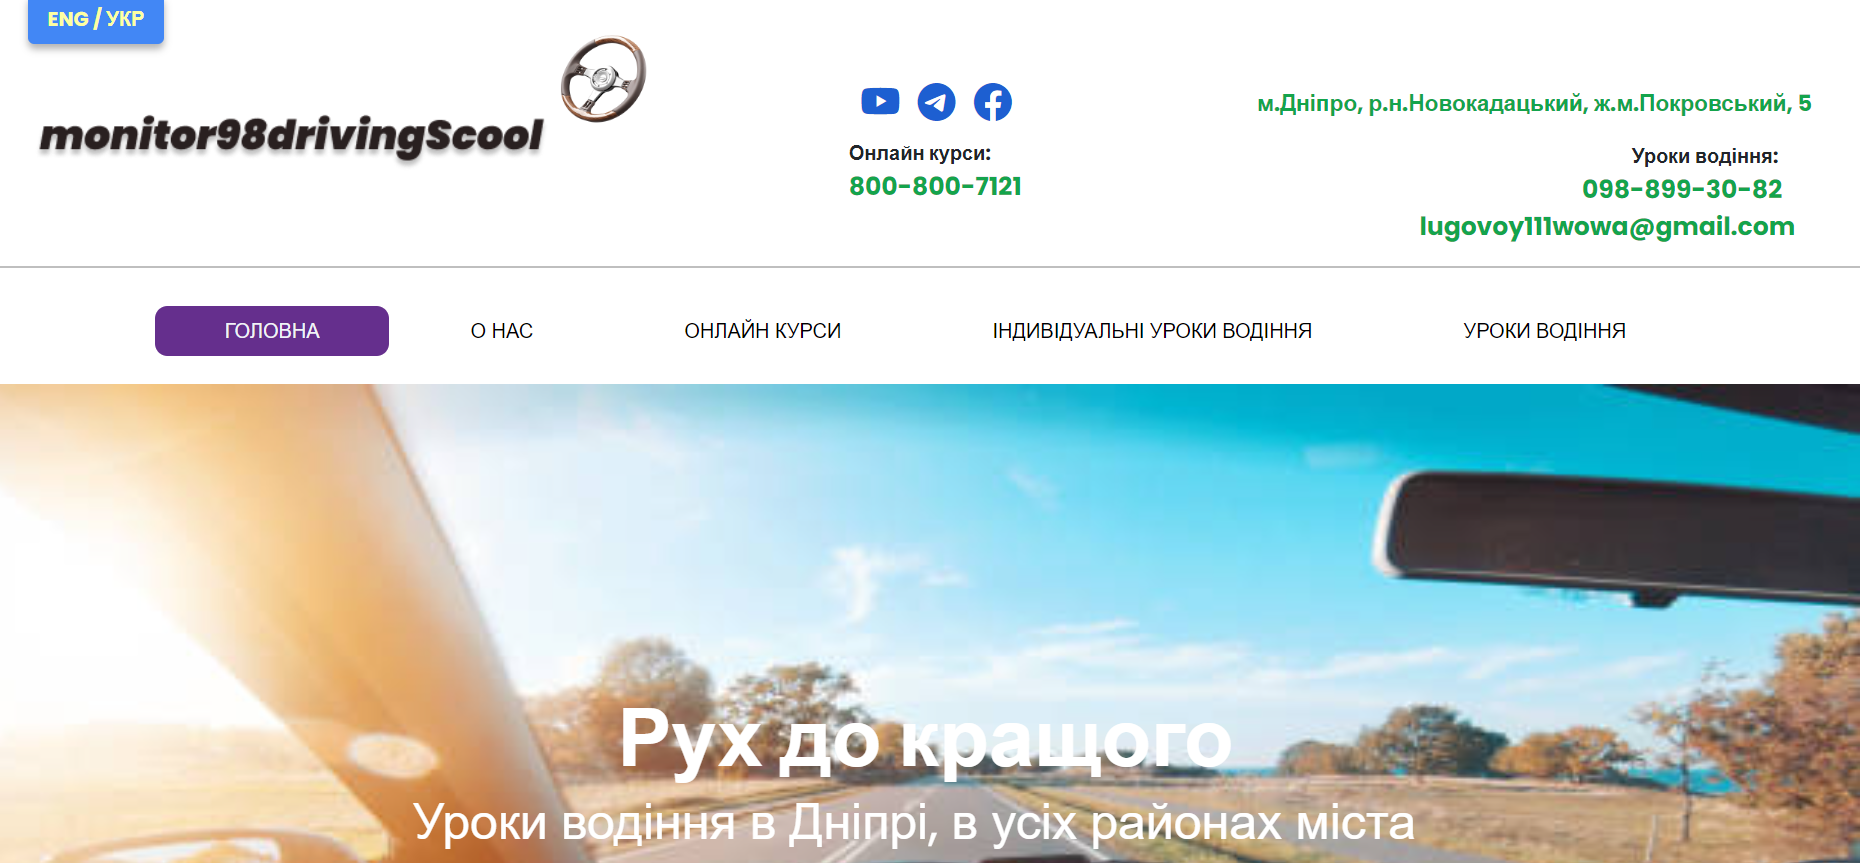 ENG / УКР
monitor98drivingScool
Онлайн курси:
800-800-7121
м.Дніпро, р.н.Новокадацький, ж.м.Покровський, 5
Уроки водіння:
098-899-30-82
lugovoy111wowa@gmail.com
ГОЛОВНА
О НАС
ОНЛАЙН КУРСИ
ІНДИВІДУАЛЬНІ УРОКИ ВОДІННЯ
УРОКИ ВОДІННЯ
Рух до кращого
Уроки водіння в Дніпрі, в усіх районах міста